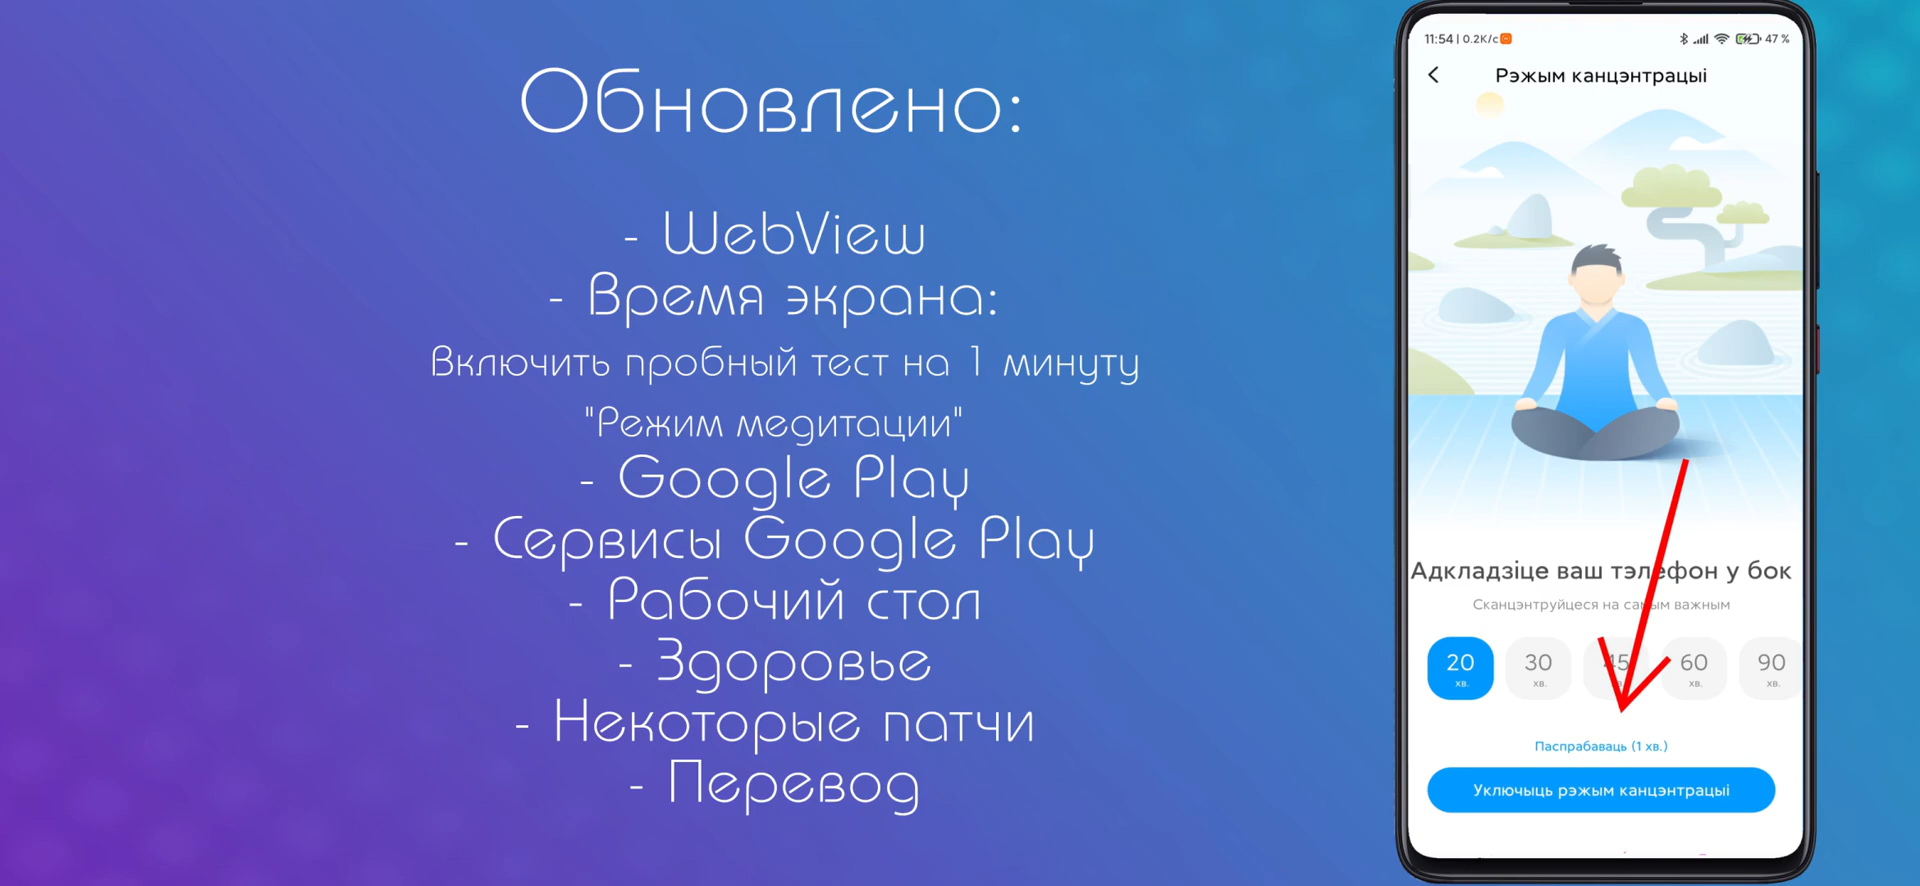 Обновлено:
- WebView
- Время экрана:
Включить пробный тест на 1 минуту
"Режим медитации"
- Google Play
- Сервисы Google Play
- Рабочий стол
- Здоровье
- Некоторые патчи
- Перевод
11:54 | 0.2K/c
47 %
Рэжым канцэнтрацыі
Адкладзіце ваш тэлефон у бок
Сканцэнтруйцеся на самым важным
20 30 45 60 90
хв. хв. хв. хв. хв.
Паспрабаваць (1 хв.)
Уключыць рэжым канцэнтрацыі